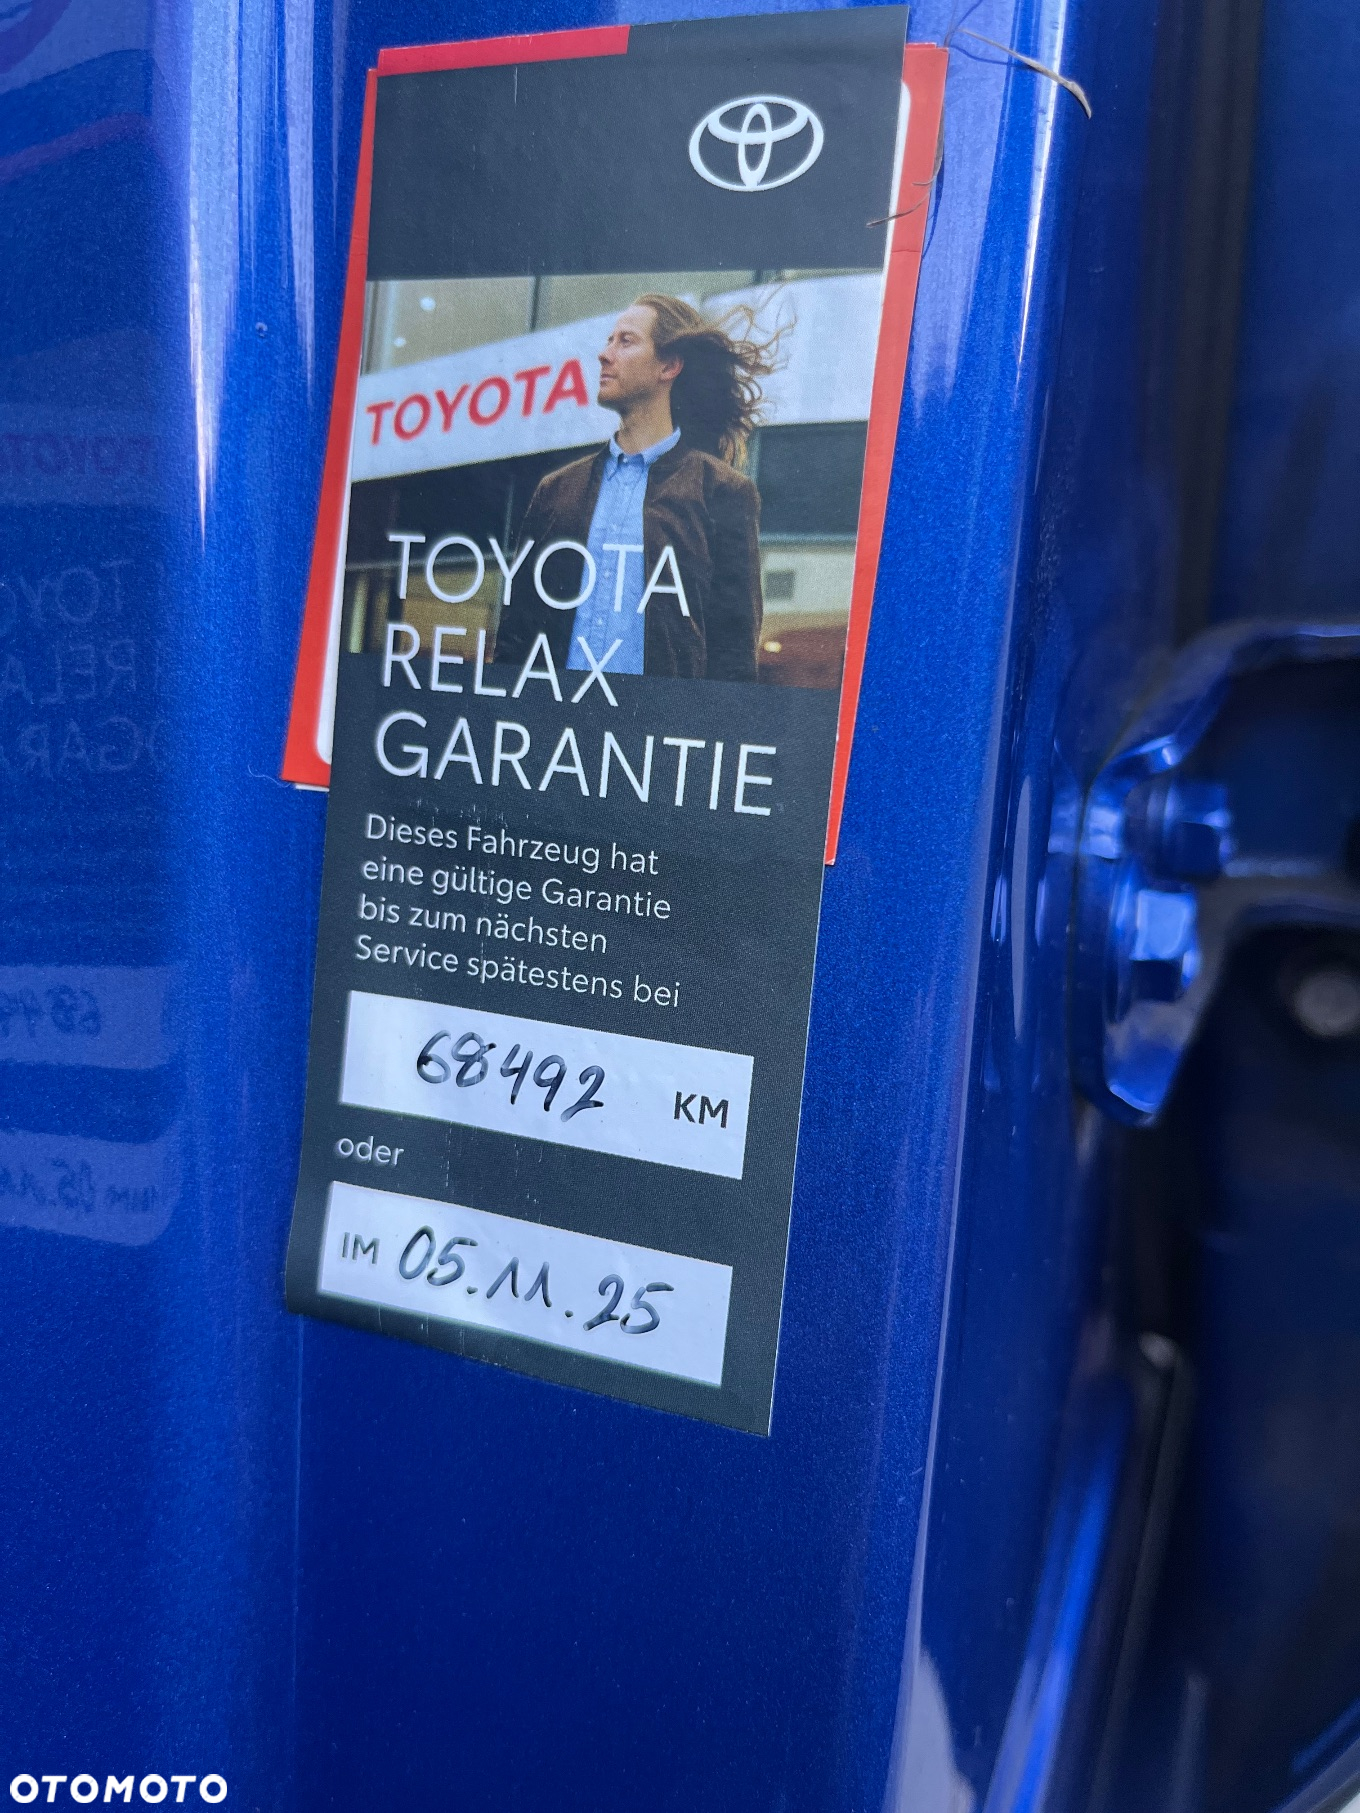 TOYOTA
TOYOTA
RELAX
GARANTIE
Dieses Fahrzeug hat
eine gültige Garantie
bis zum nächsten
Service spätestens bei
68492 KM
oder
IM 05.11.25
OTOMOTO